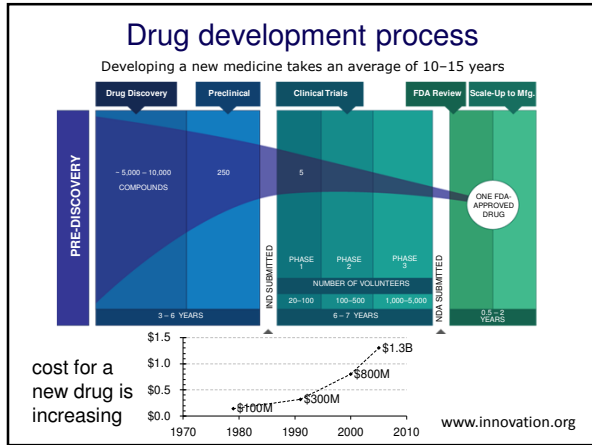 Drug development process
Developing a new medicine takes an average of 10–15 years
Drug Discovery
Preclinical
Clinical Trials
FDA Review
Scale-Up to Mfg.
PRE-DISCOVERY
~ 5,000 – 10,000
COMPOUNDS
250
5
ONE FDA-
APPROVED
DRUG
IND SUBMITTED
NDA SUBMITTED
PHASE
1
PHASE
2
PHASE
3
NUMBER OF VOLUNTEERS
20–100
100–500
1,000–5,000
3 – 6 YEARS
6 – 7 YEARS
0.5 – 2
YEARS
cost for a
new drug is
increasing
$1.5
$1.0
$0.5
$0.0
$100M
$300M
$800M
$1.3B
1970
1980
1990
2000
2010
www.innovation.org